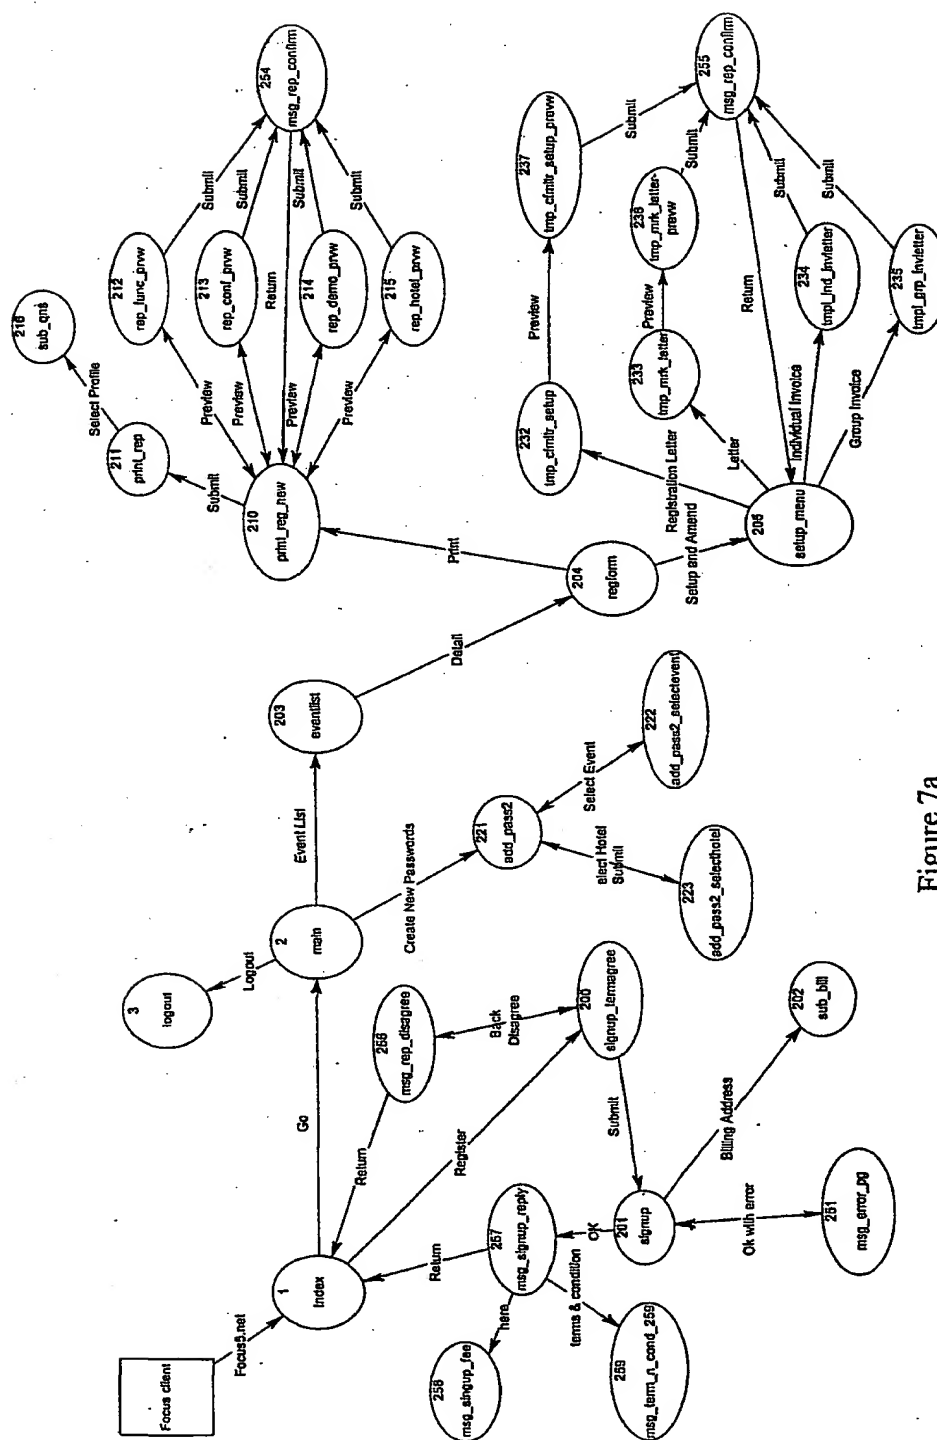 Focus client
Focus5.net
1
Index
Go
Logout
3
logout
2
main
Event List
203
eventlist
Detail
204
regform
Print
210
print_reg_new
Submit
211
print_rep
Select Profile
216
sub_qns
Preview
Preview
Preview
Preview
212
rep_func_prvw
213
rep_conf_prvw
214
rep_demo_prvw
215
rep_hotel_prvw
Submit
Submit
Submit
Submit
Return
254
msg_rep_confirm
Create New Passwords
221
add_pass2
Select Event
222
add_pass2_selectevent
elect Hotel
Submit
223
add_pass2_selecthotel
Setup and Amend
setup_menu
Registration Letter
232
tmp_cfmltr_setup
Preview
237
tmp_cfmltr_setup_prevw
Submit
Letter
233
tmp_mrk_letter
Preview
tmp_mrk_letter-
prevw
Submit
Return
Individual Invoice
234
tmpl_ind_invletter
Submit
Group Invoice
235
tmpl_grp_invletter
Submit
255
msg_rep_confirm
Return
256
msg_rep_disagree
Back
Disagree
Register
200
signup_termagree
Submit
201
signup
Billing Address
202
sub_bill
Ok with error
251
msg_error_pg
OK
257
msg_signup_reply
Return
here
258
msg_singup_fee
terms & condition
259
msg_term_n_cond_259
Figure 7a